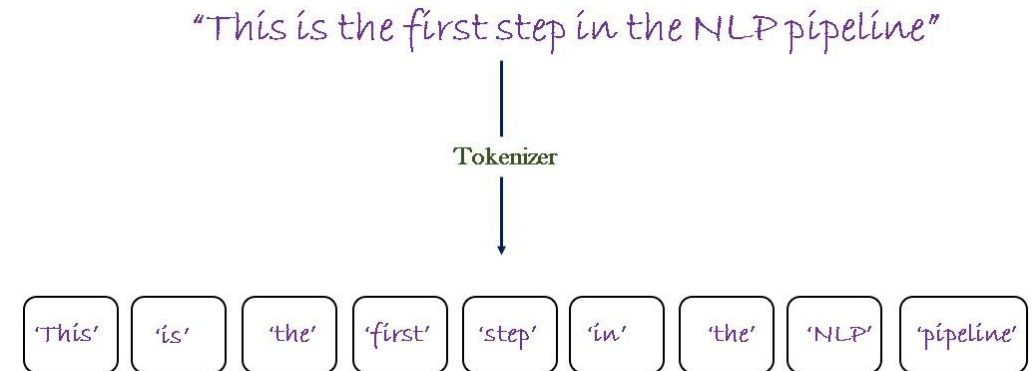 “This is the first step in the NLP pipeline”
Tokenizer
‘This’ ‘is’ ‘the’ ‘first’ ‘step’ ‘in’ ‘the’ ‘NLP’ ‘pipeline’